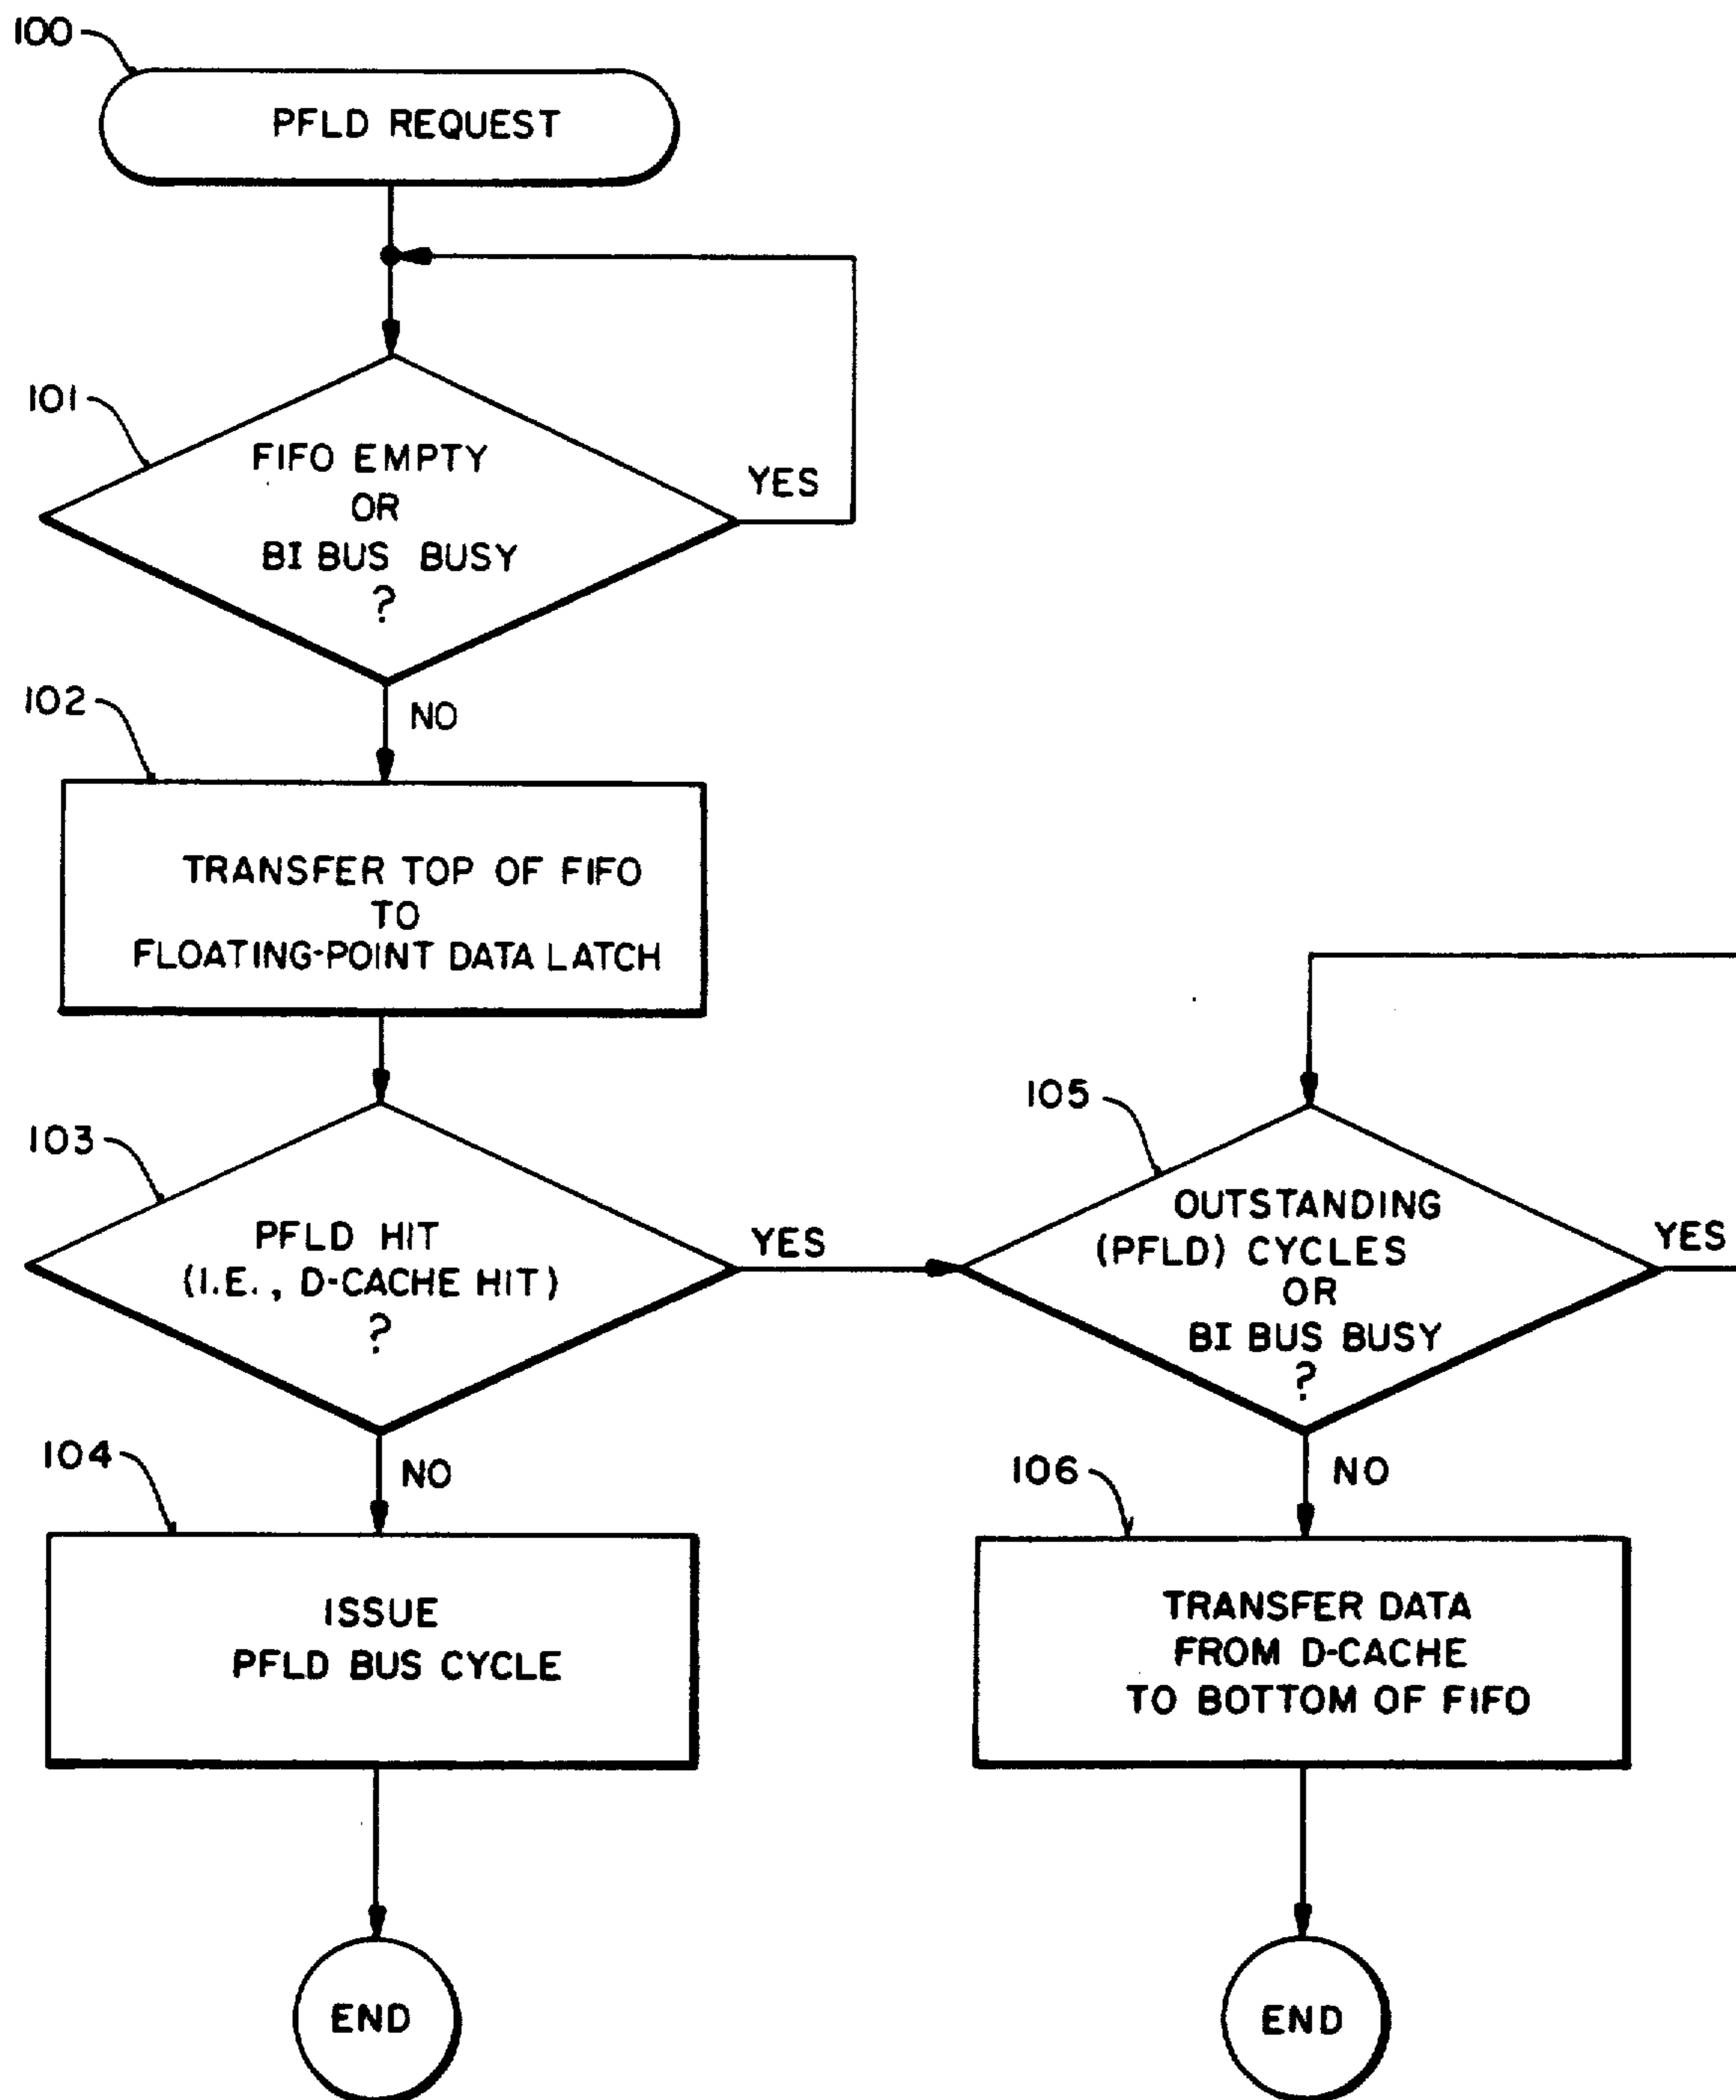 100
PFLD REQUEST
101
FIFO EMPTY
OR
BI BUS BUSY
?
YES
NO
102
TRANSFER TOP OF FIFO
TO
FLOATING-POINT DATA LATCH
103
PFLD HIT
(I.E., D-CACHE HIT)
?
YES
NO
105
OUTSTANDING
(PFLD) CYCLES
OR
BI BUS BUSY
?
YES
NO
104
ISSUE
PFLD BUS CYCLE
106
TRANSFER DATA
FROM D-CACHE
TO BOTTOM OF FIFO
END
END